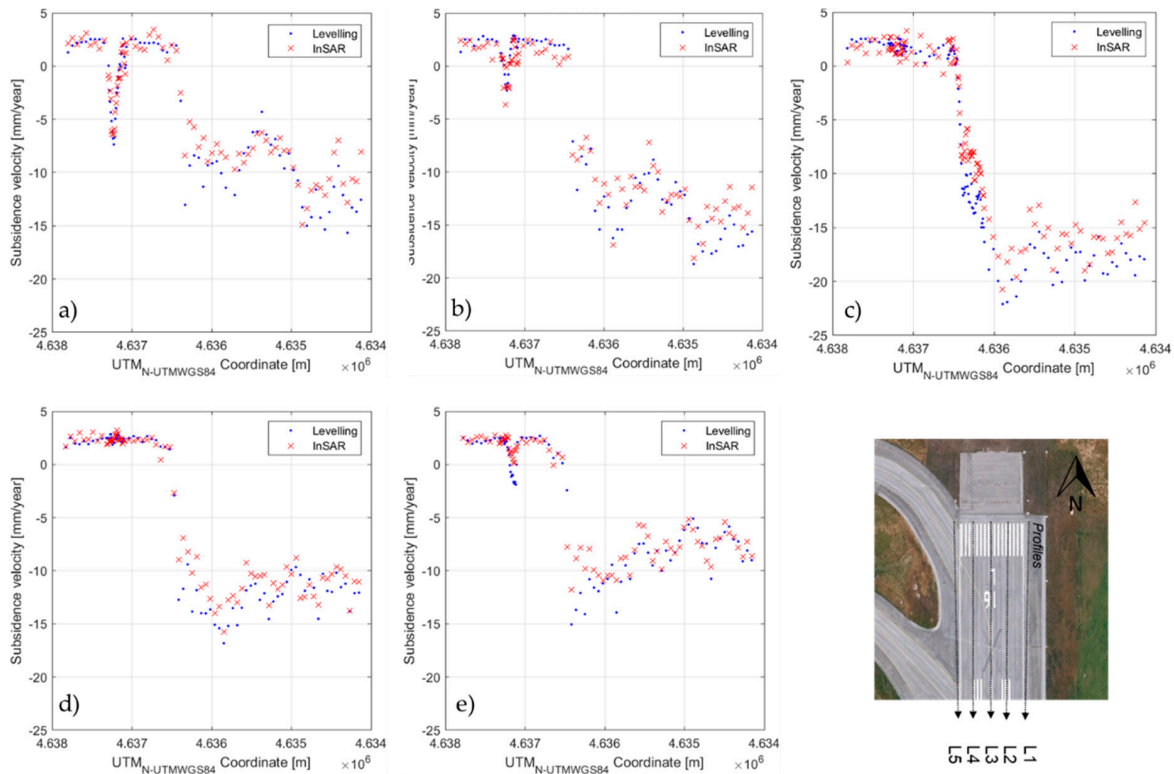 5
0
-5
-10
-15
-20
-25
Subsidence velocity [mm/year]
Levelling
InSAR
a)
4.638
4.637
4.636
4.635
4.634
UTM_N-UTMWGS84 Coordinate [m]
×10^6
5
0
-5
-10
-15
-20
-25
Subsidence velocity [mm/year]
Levelling
InSAR
b)
4.638
4.637
4.636
4.635
4.634
UTM_N-UTMWGS84 Coordinate [m]
×10^6
5
0
-5
-10
-15
-20
-25
Subsidence velocity [mm/year]
Levelling
InSAR
c)
4.638
4.637
4.636
4.635
4.634
UTM_N-UTMWGS84 Coordinate [m]
×10^6
5
0
-5
-10
-15
-20
-25
Subsidence velocity [mm/year]
Levelling
InSAR
d)
4.638
4.637
4.636
4.635
4.634
UTM_N-UTMWGS84 Coordinate [m]
×10^6
5
0
-5
-10
-15
-20
-25
Subsidence velocity [mm/year]
Levelling
InSAR
e)
4.638
4.637
4.636
4.635
4.634
UTM_N-UTMWGS84 Coordinate [m]
×10^6
N
Profiles
L5
L4
L3
L2
L1